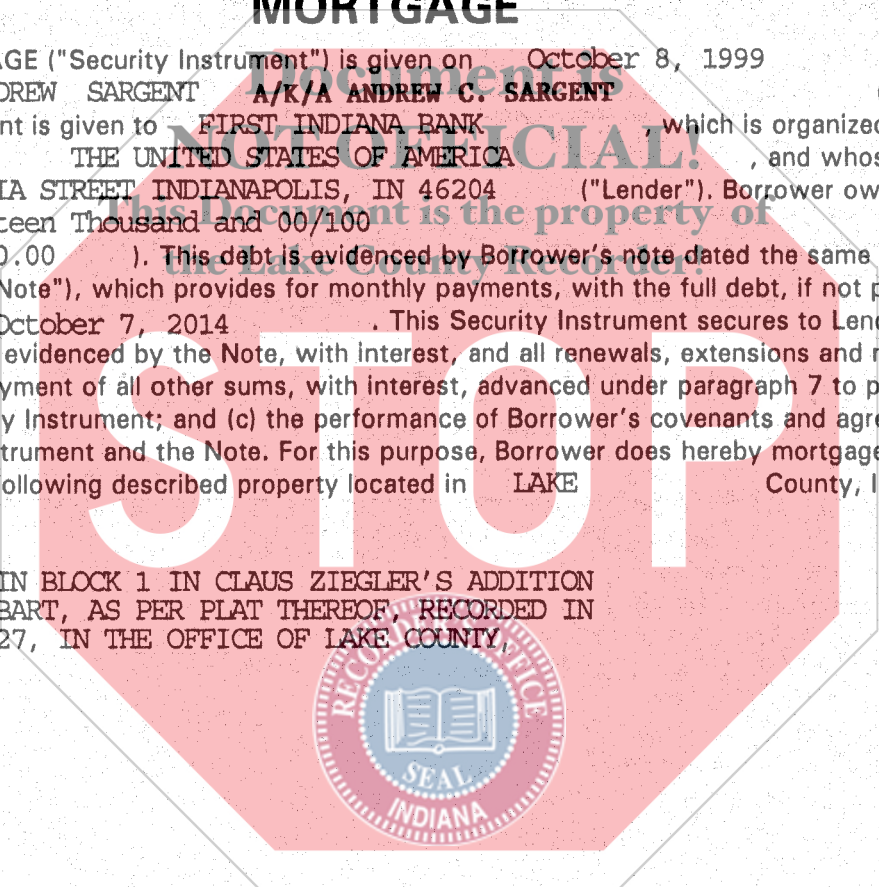 MORTGAGE
AGE ("Security Instrument") is given on October 8, 1999
DREW SARGENT A/K/A ANDREW C. SARGENT
nt is given to FIRST INDIANA BANK , which is organized
THE UNITED STATES OF AMERICA , and whos
IA STREET INDIANAPOLIS, IN 46204 ("Lender"). Borrower ow
teen Thousand and 00/100
0.00 ). This debt is evidenced by Borrower's note dated the same
Note"), which provides for monthly payments, with the full debt, if not p
October 7, 2014 . This Security Instrument secures to Lend
evidenced by the Note, with interest, and all renewals, extensions and r
yment of all other sums, with interest, advanced under paragraph 7 to p
y Instrument; and (c) the performance of Borrower's covenants and agre
trument and the Note. For this purpose, Borrower does hereby mortgage
ollowing described property located in LAKE County, I
IN BLOCK 1 IN CLAUS ZIEGLER'S ADDITION
BART, AS PER PLAT THEREOF, RECORDED IN
27, IN THE OFFICE OF LAKE COUNTY,
Document is
NOT OFFICIAL!
This Document is the property of
the Lake County Recorder!
STOP
RECORDER'S OFFICE
SEAL
INDIANA